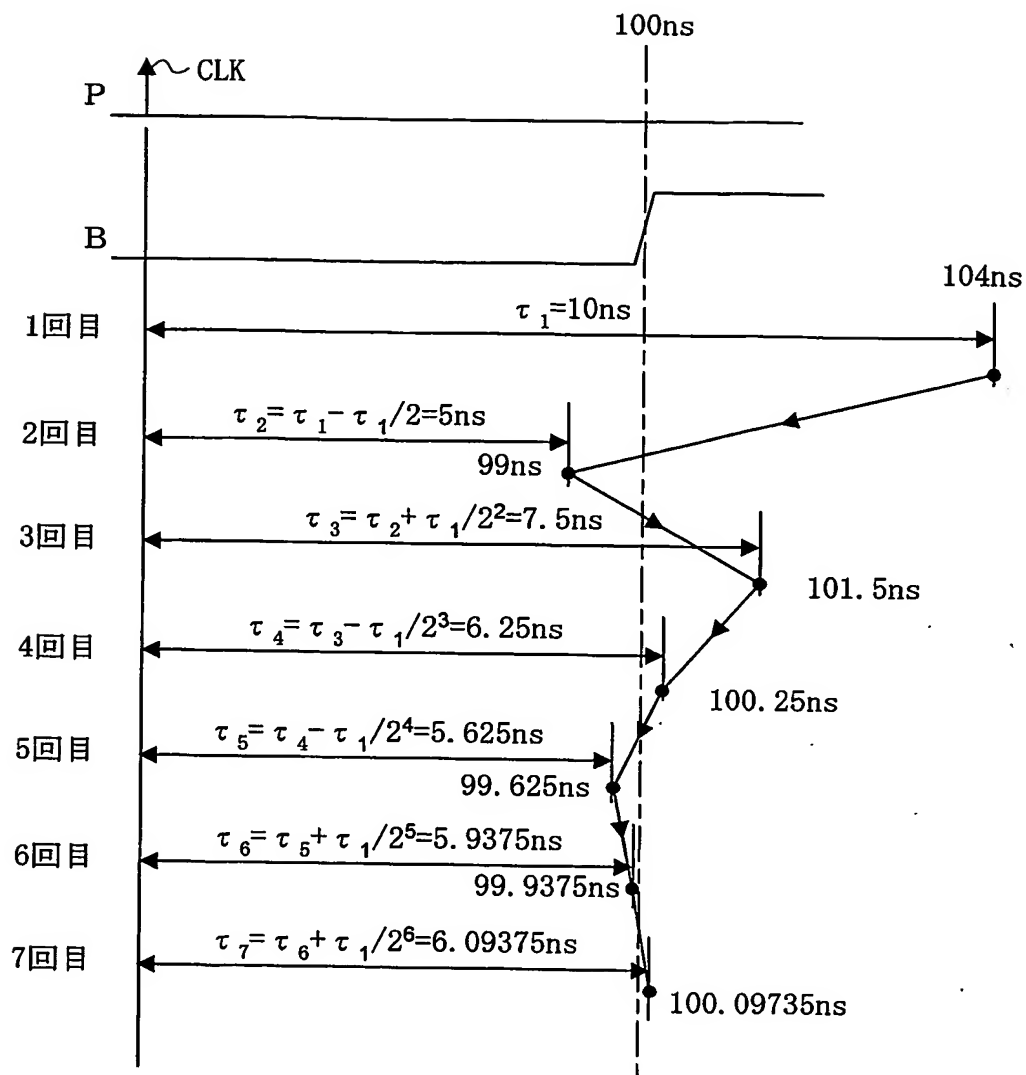 100ns
CLK
P
B
104ns
1回目
τ₁=10ns
2回目
τ₂=τ₁-τ₁/2=5ns
99ns
3回目
τ₃=τ₂+τ₁/2²=7.5ns
101.5ns
4回目
τ₄=τ₃-τ₁/2³=6.25ns
100.25ns
5回目
τ₅=τ₄-τ₁/2⁴=5.625ns
99.625ns
6回目
τ₆=τ₅+τ₁/2⁵=5.9375ns
99.9375ns
7回目
τ₇=τ₆+τ₁/2⁶=6.09375ns
100.09735ns